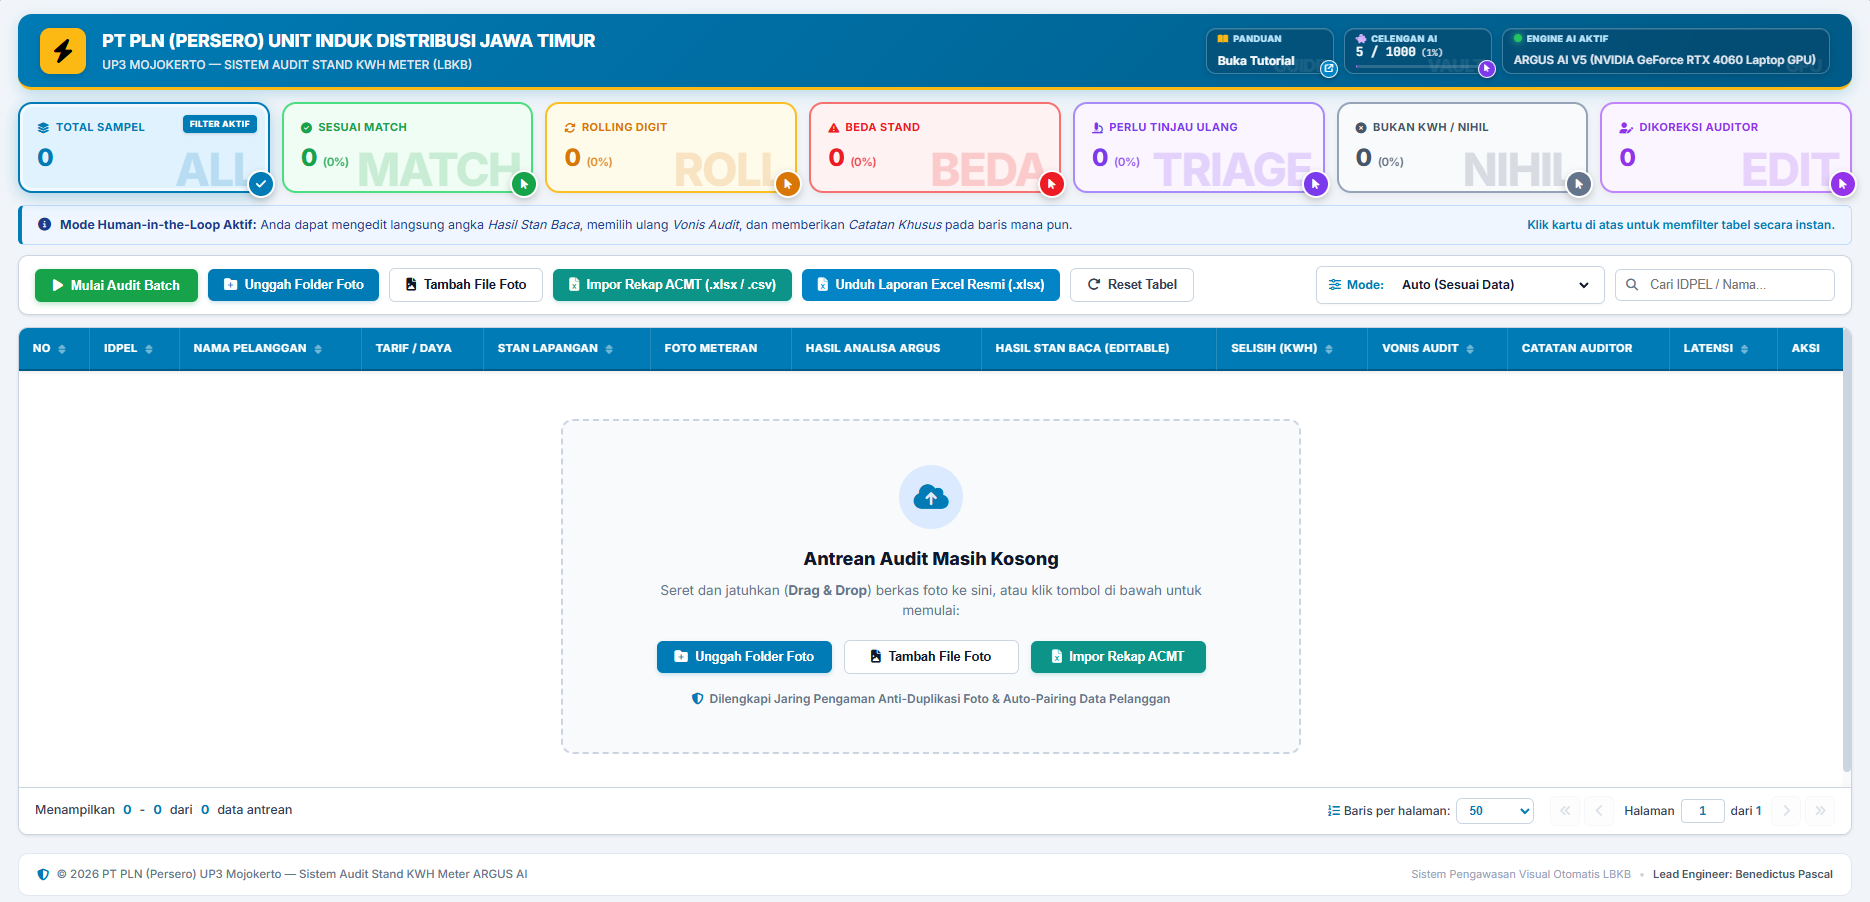 PT PLN (PERSERO) UNIT INDUK DISTRIBUSI JAWA TIMUR
UP3 MOJOKERTO — SISTEM AUDIT STAND KWH METER (LBKB)
PANDUAN
Buka Tutorial
GUIDE
CELENGAN AI
5 / 1000 (1%)
VAULT
ENGINE AI AKTIF
ARGUS AI V5 (NVIDIA GeForce RTX 4060 Laptop GPU)
GPU
TOTAL SAMPEL
FILTER AKTIF
0
ALL
SESUAI MATCH
0 (0%)
MATCH
ROLLING DIGIT
0 (0%)
ROLL
BEDA STAND
0 (0%)
BEDA
PERLU TINJAU ULANG
0 (0%)
TRIAGE
BUKAN KWH / NIHIL
0 (0%)
NIHIL
DIKOREKSI AUDITOR
0
EDIT
Mode Human-in-the-Loop Aktif: Anda dapat mengedit langsung angka Hasil Stan Baca, memilih ulang Vonis Audit, dan memberikan Catatan Khusus pada baris mana pun.
Klik kartu di atas untuk memfilter tabel secara instan.
Mulai Audit Batch
Unggah Folder Foto
Tambah File Foto
Impor Rekap ACMT (.xlsx / .csv)
Unduh Laporan Excel Resmi (.xlsx)
Reset Tabel
Mode: Auto (Sesuai Data)
Cari IDPEL / Nama...
NO IDPEL NAMA PELANGGAN TARIF / DAYA STAN LAPANGAN FOTO METERAN HASIL ANALISA ARGUS HASIL STAN BACA (EDITABLE) SELISIH (KWH) VONIS AUDIT CATATAN AUDITOR LATENSI AKSI
Antrean Audit Masih Kosong
Seret dan jatuhkan (Drag & Drop) berkas foto ke sini, atau klik tombol di bawah untuk
memulai:
Unggah Folder Foto
Tambah File Foto
Impor Rekap ACMT
Dilengkapi Jaring Pengaman Anti-Duplikasi Foto & Auto-Pairing Data Pelanggan
Menampilkan 0 - 0 dari 0 data antrean
Baris per halaman: 50
Halaman 1 dari 1
© 2026 PT PLN (Persero) UP3 Mojokerto — Sistem Audit Stand KWH Meter ARGUS AI
Sistem Pengawasan Visual Otomatis LBKB • Lead Engineer: Benedictus Pascal